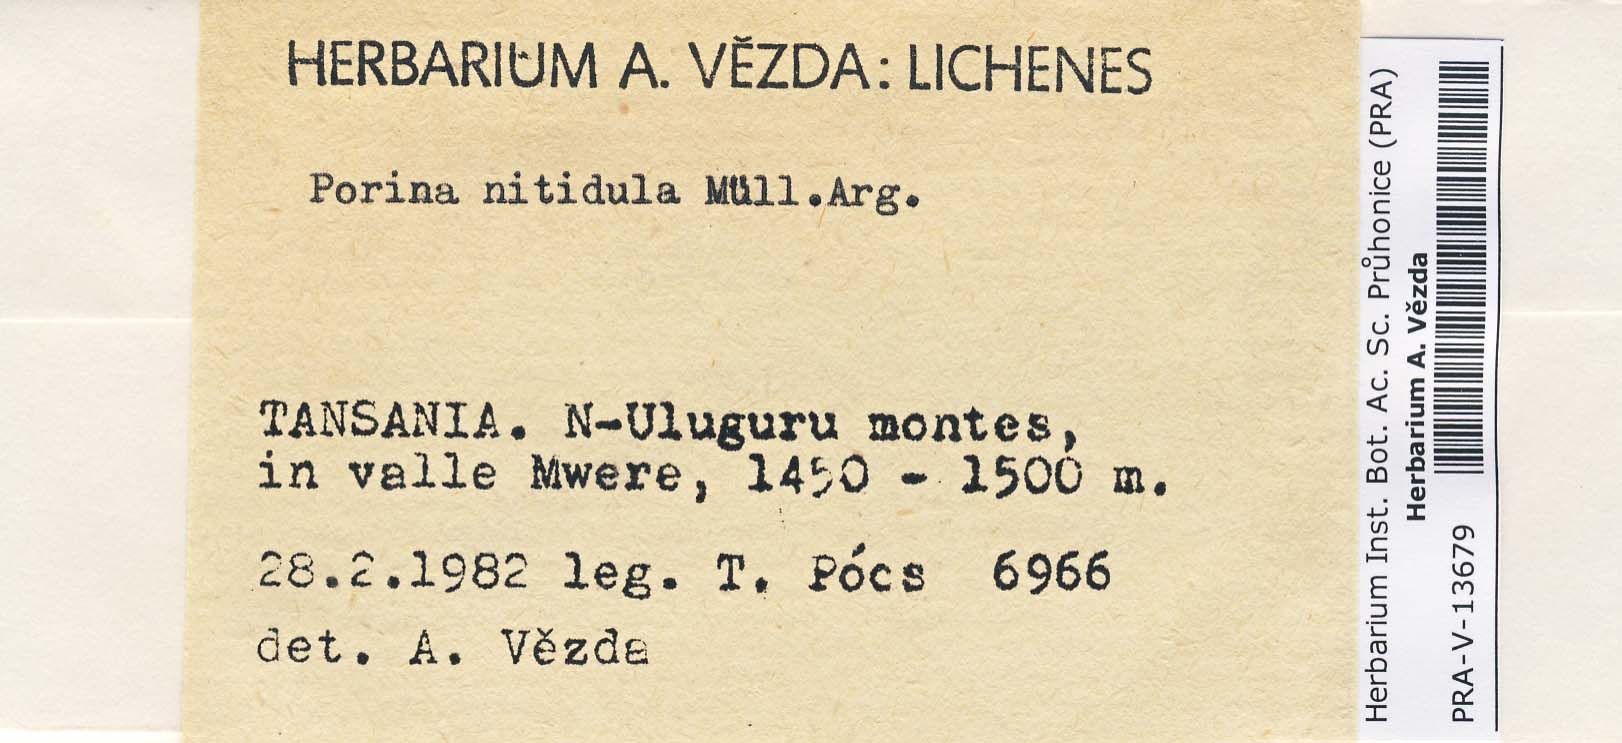 HERBARIUM A. VĚZDA: LICHENES
Porina nitidula Müll.Arg.
TANSANIA. N-Uluguru montes,
in valle Mwere, 1450 - 1500 m.
28.2.1982 leg. T. Pócs 6966
det. A. Vězda
Herbarium Inst. Bot. Ac. Sc. Průhonice (PRA)
Herbarium A. Vězda
PRA-V-13679